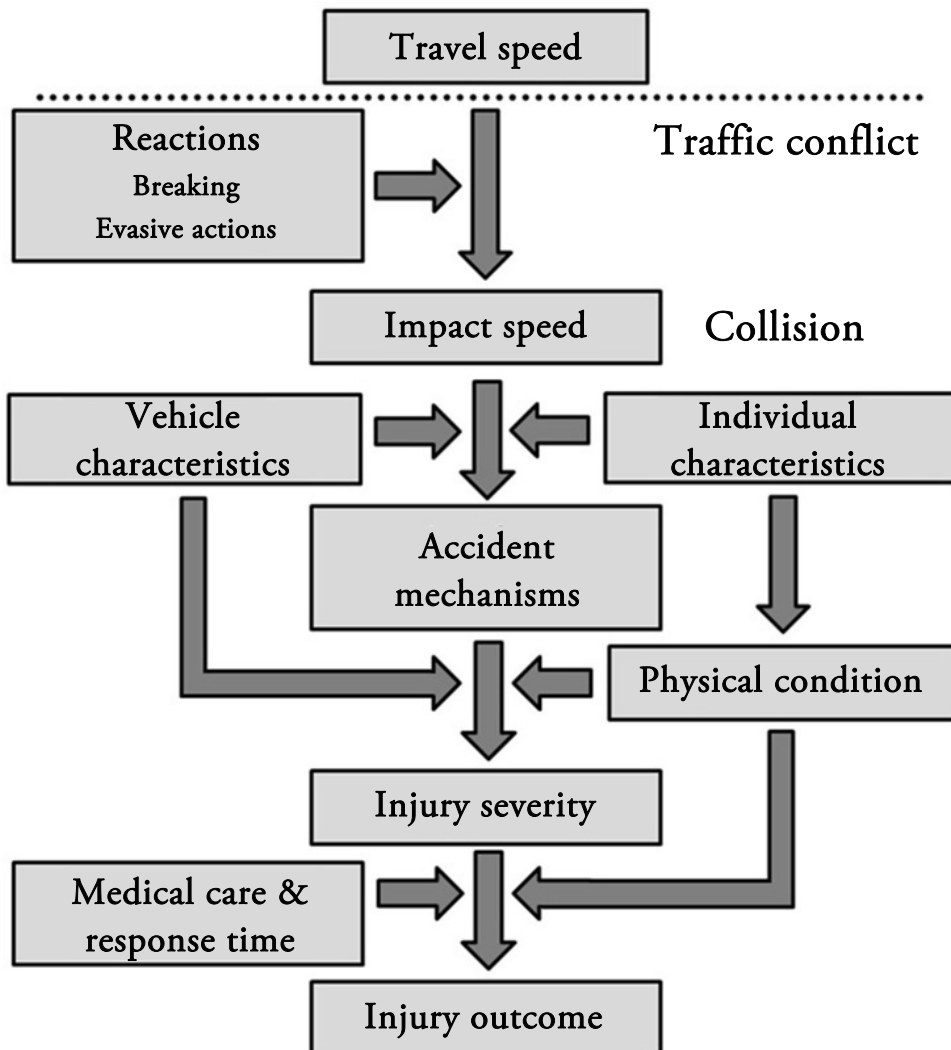 Travel speed
Reactions
Breaking
Evasive actions
Traffic conflict
Impact speed
Collision
Vehicle
characteristics
Individual
characteristics
Accident
mechanisms
Physical condition
Injury severity
Medical care &
response time
Injury outcome